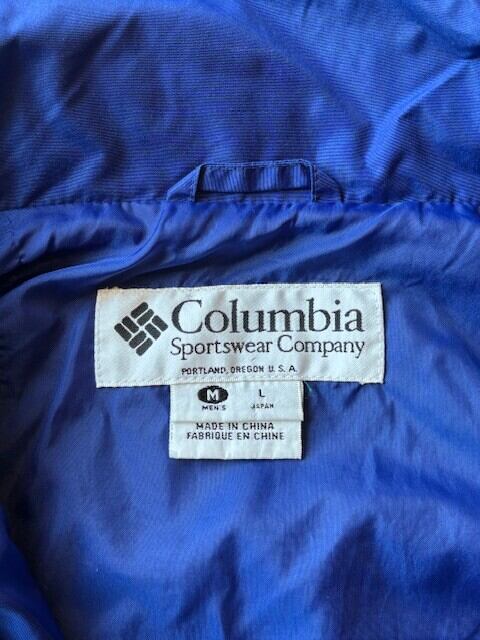 Columbia
Sportswear Company
PORTLAND, OREGON U. S. A.
M L
MEN'S JAPAN
MADE IN CHINA
FABRIQUE EN CHINE